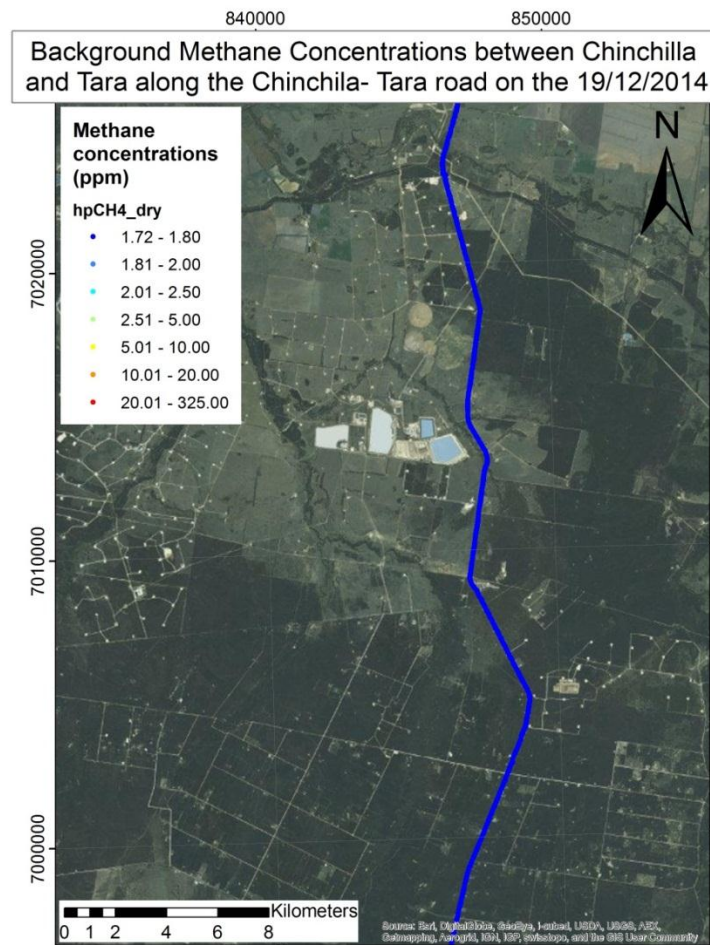 840000 850000
Background Methane Concentrations between Chinchilla
and Tara along the Chinchila- Tara road on the 19/12/2014
Methane
concentrations
(ppm)
hpCH4_dry
1.72 - 1.80
1.81 - 2.00
2.01 - 2.50
2.51 - 5.00
5.01 - 10.00
10.01 - 20.00
20.01 - 325.00
N
7020000
7010000
7000000
Kilometers
0 1 2 4 6 8
Source: Esri, DigitalGlobe, GeoEye, i-cubed, USDA, USGS, AEX,
Getmapping, Aerogrid, IGN, IGP, swisstopo, and the GIS User Community